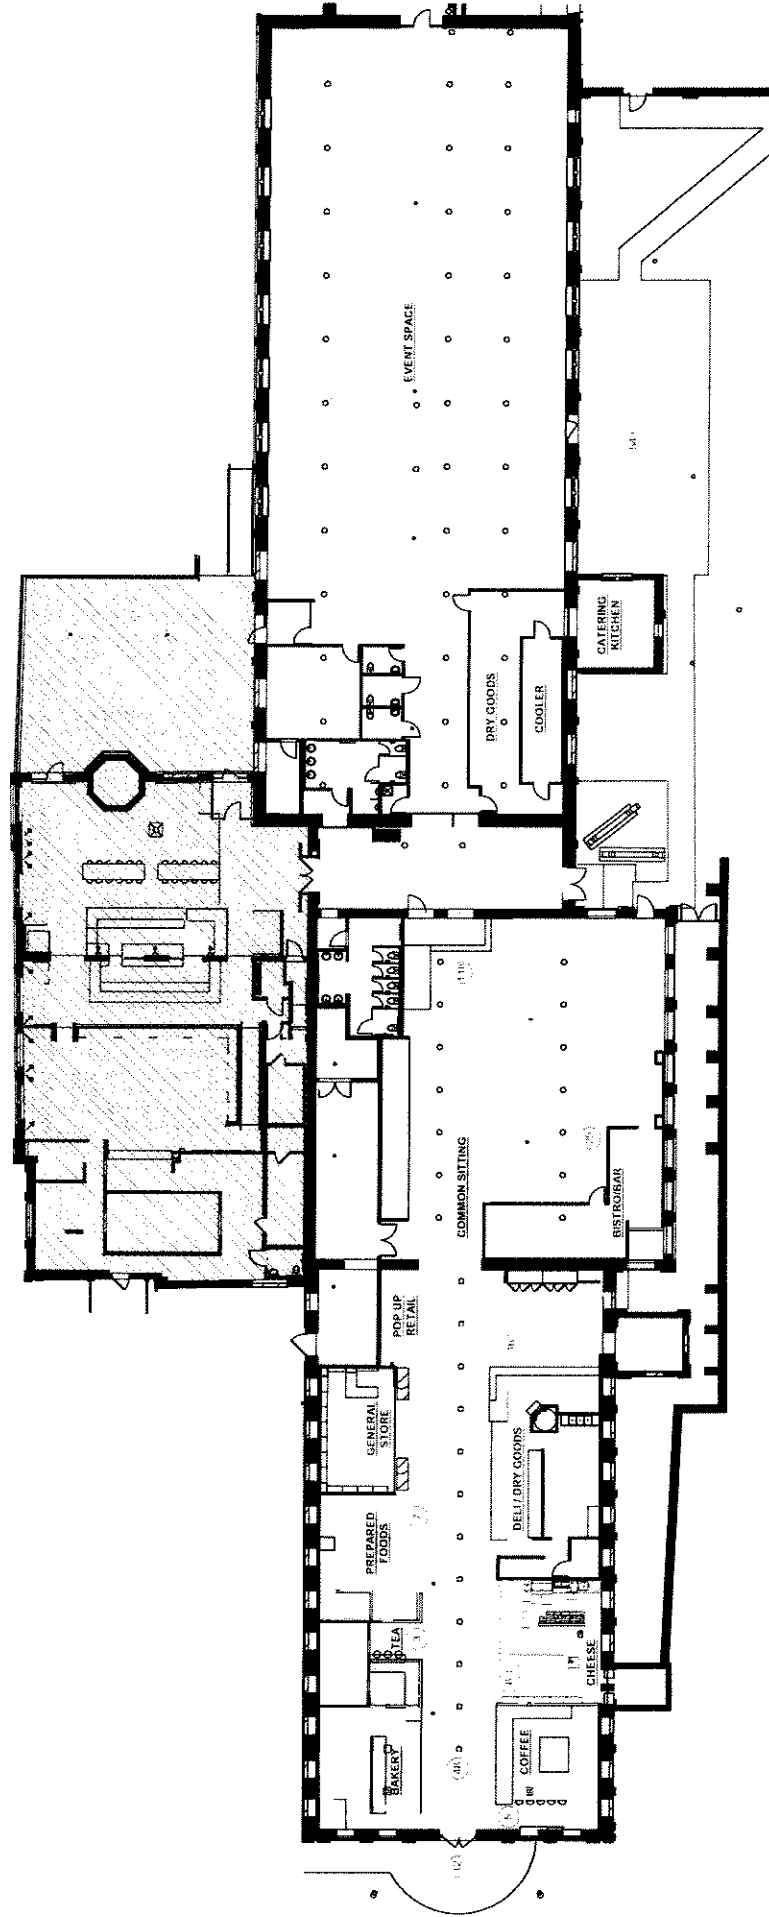 EVENT SPACE
CATERING
KITCHEN
DRY GOODS
COOLER
COMMON SITTING
BISTRO/BAR
POP UP
RETAIL
GENERAL
STORE
DELI / DRY GOODS
PREPARED
FOODS
TEA
CHEESE
BAKERY
COFFEE